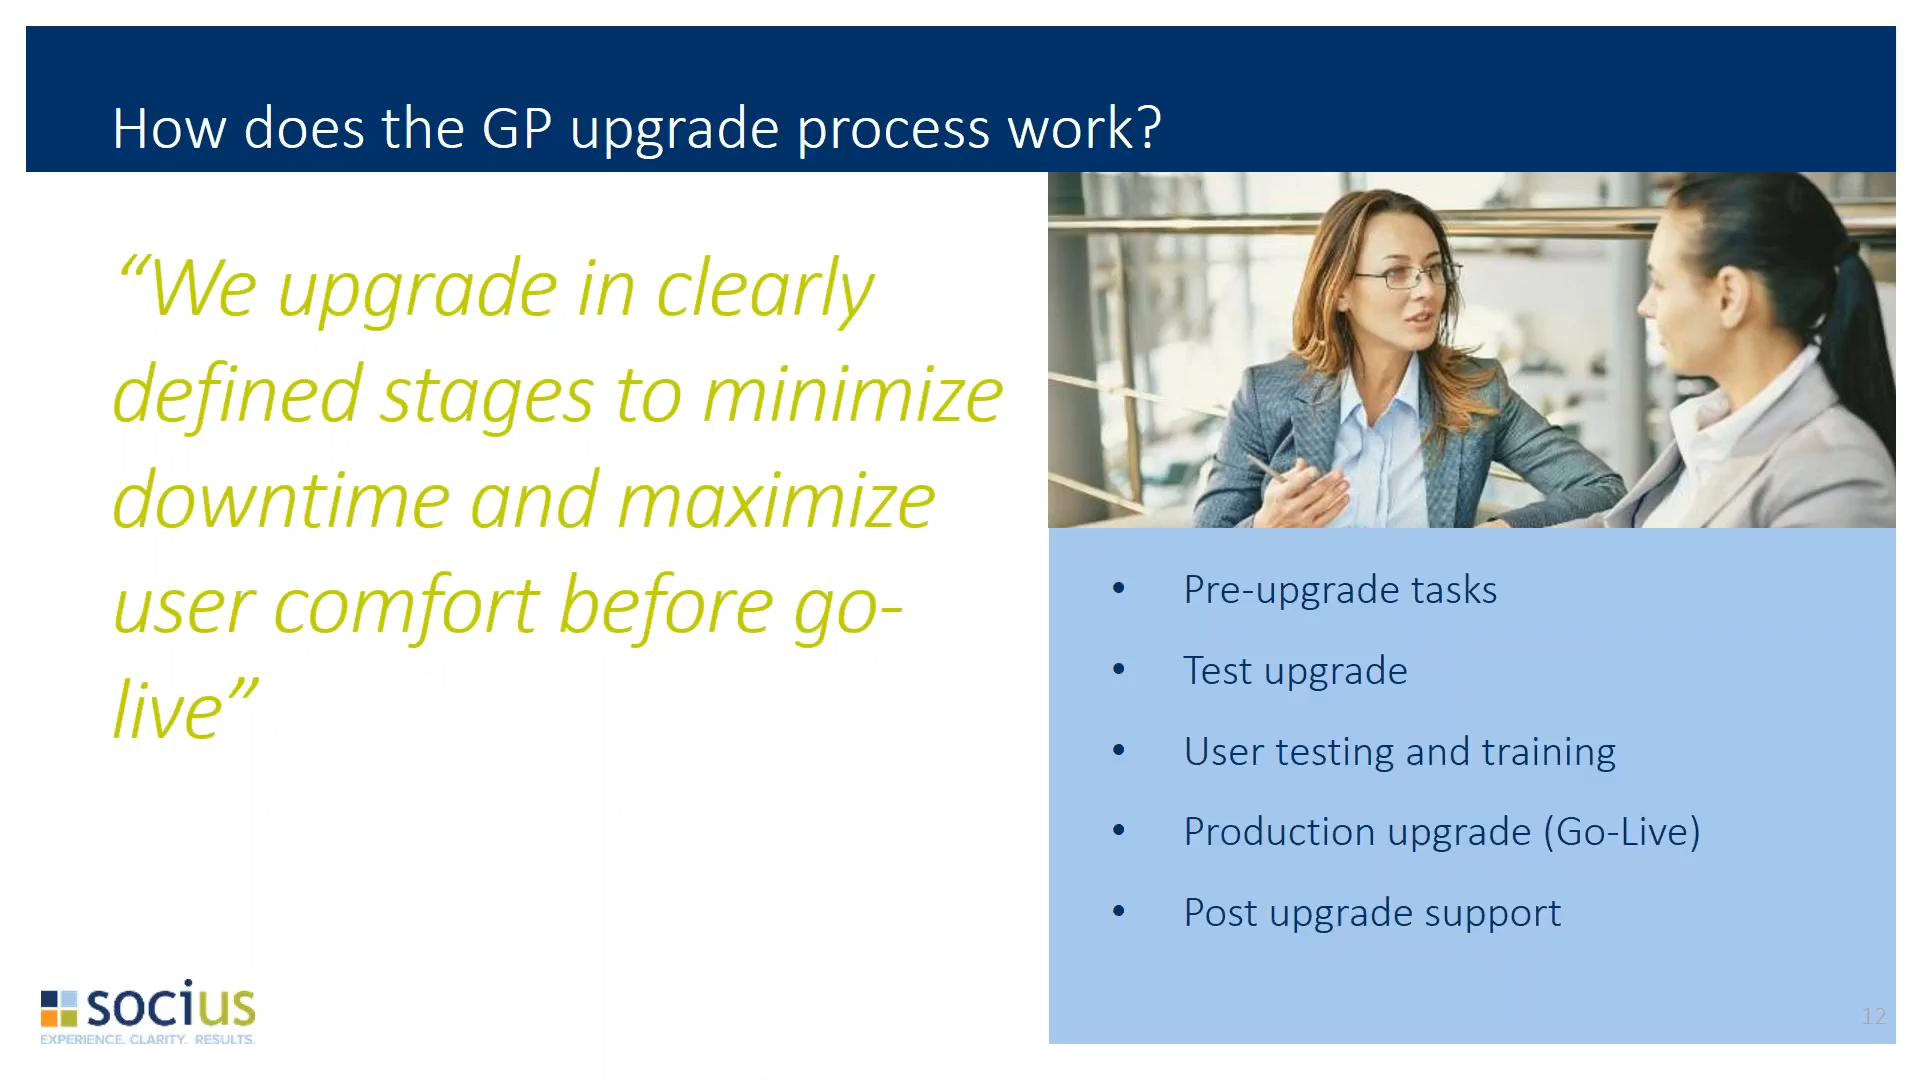 How does the GP upgrade process work?
“We upgrade in clearly
defined stages to minimize
downtime and maximize
user comfort before go-
live”
• Pre-upgrade tasks
• Test upgrade
• User testing and training
• Production upgrade (Go-Live)
• Post upgrade support
socius
EXPERIENCE. CLARITY. RESULTS.
12